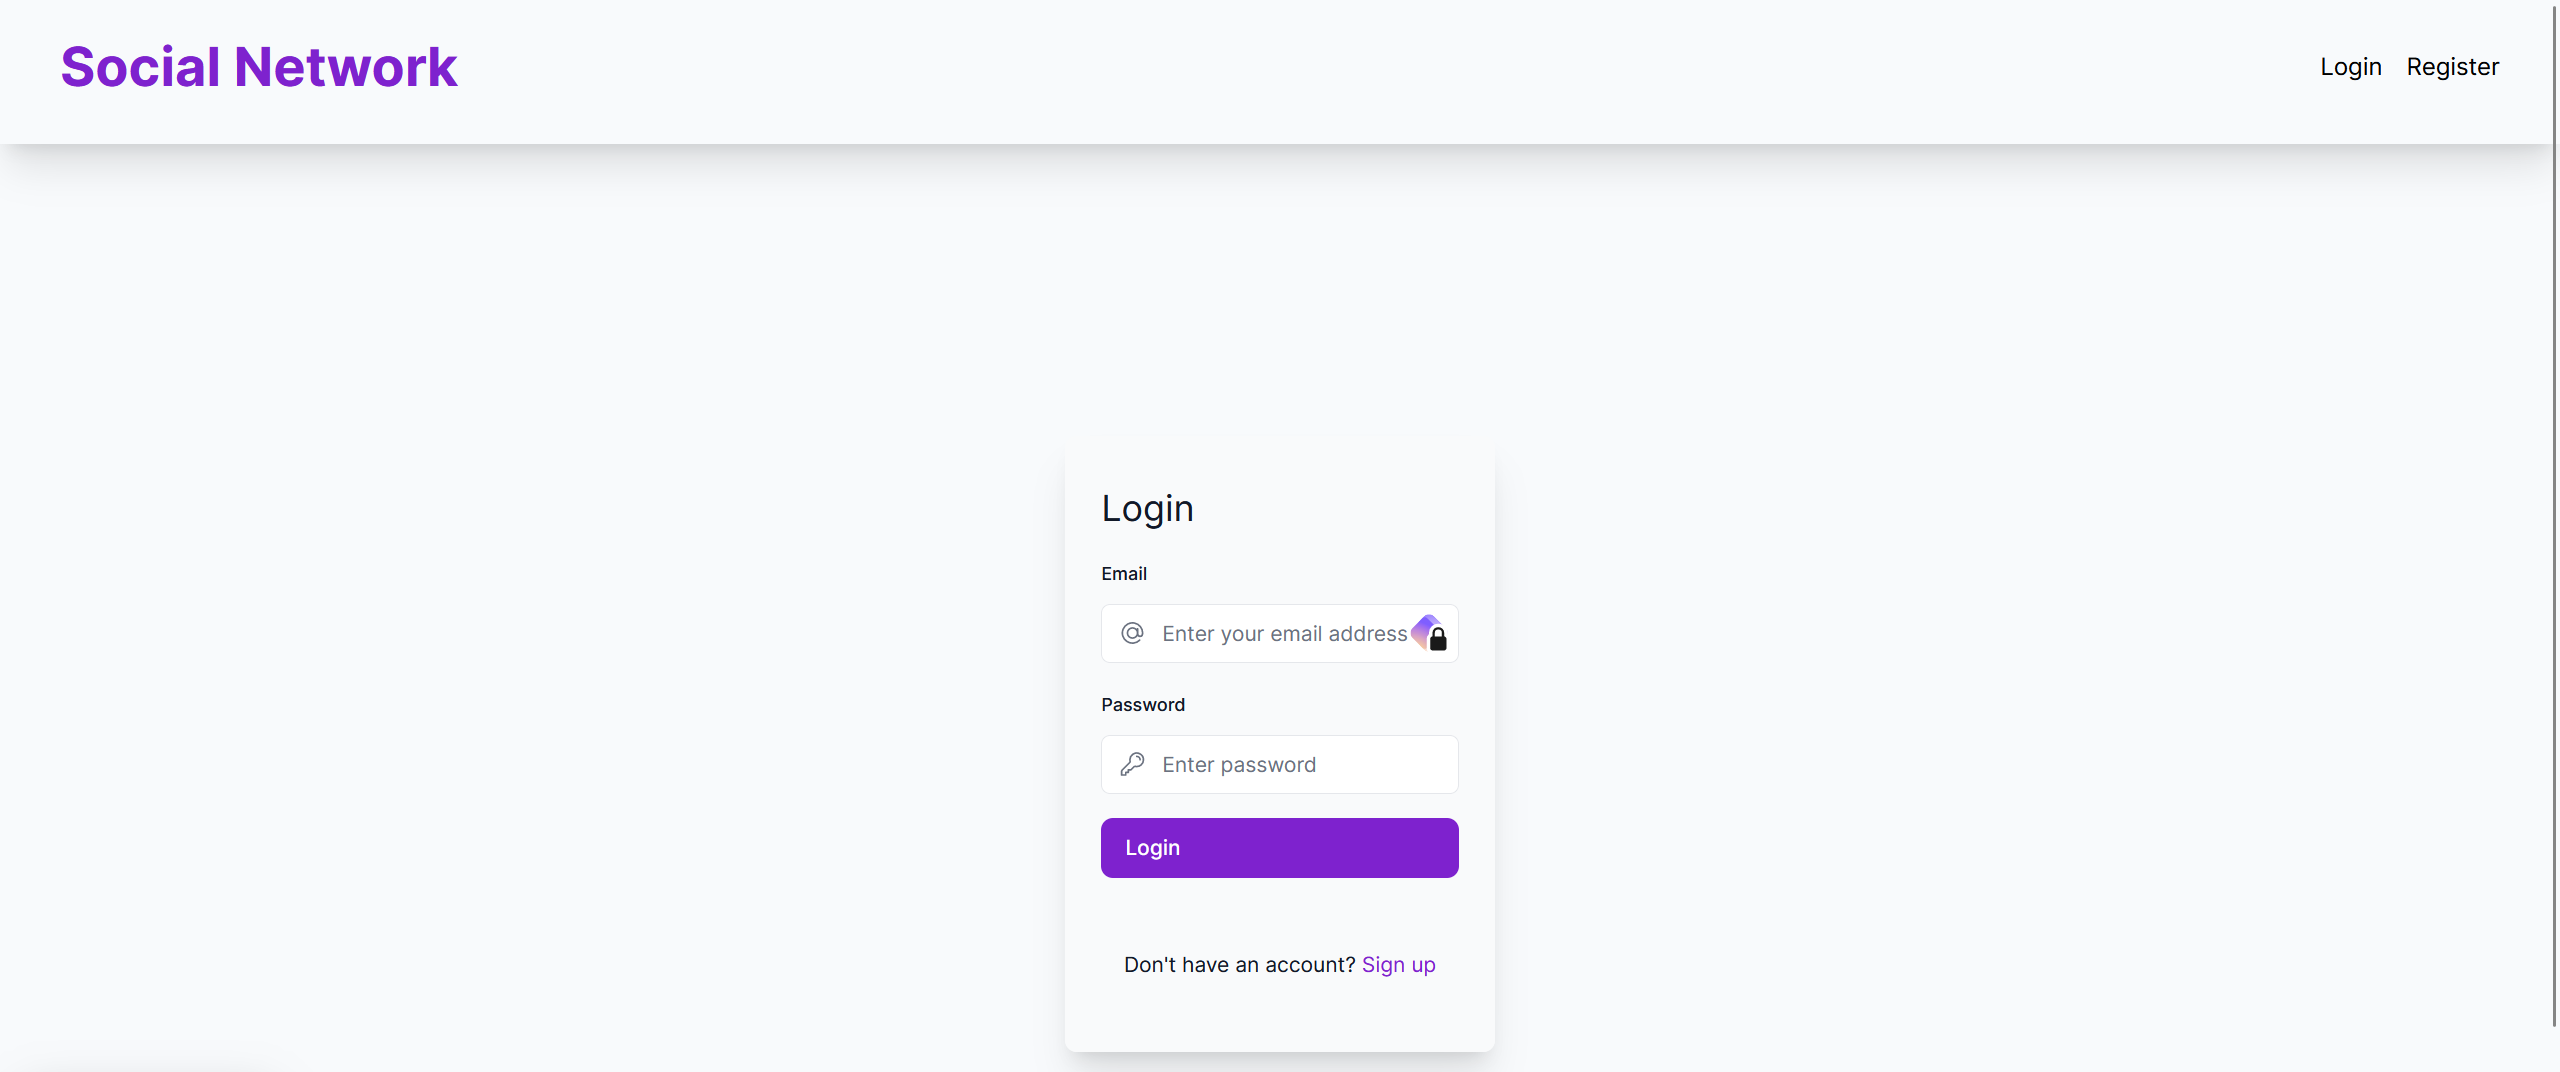 Social Network
Login Register
Login
Email
Enter your email address
Password
Enter password
Login
Don't have an account? Sign up